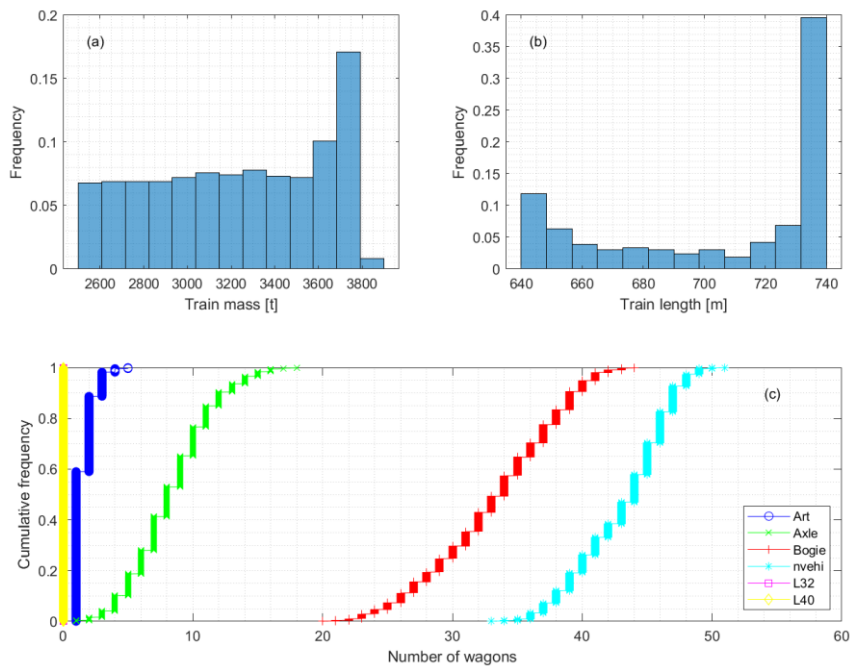 (a)
Frequency
0.2
0.15
0.1
0.05
0
2600 2800 3000 3200 3400 3600 3800
Train mass [t]
(b)
Frequency
0.4
0.35
0.3
0.25
0.2
0.15
0.1
0.05
0
640 660 680 700 720 740
Train length [m]
(c)
Cumulative frequency
1
0.8
0.6
0.4
0.2
0
0 10 20 30 40 50 60
Number of wagons
Art
Axle
Bogie
nvehi
L32
L40